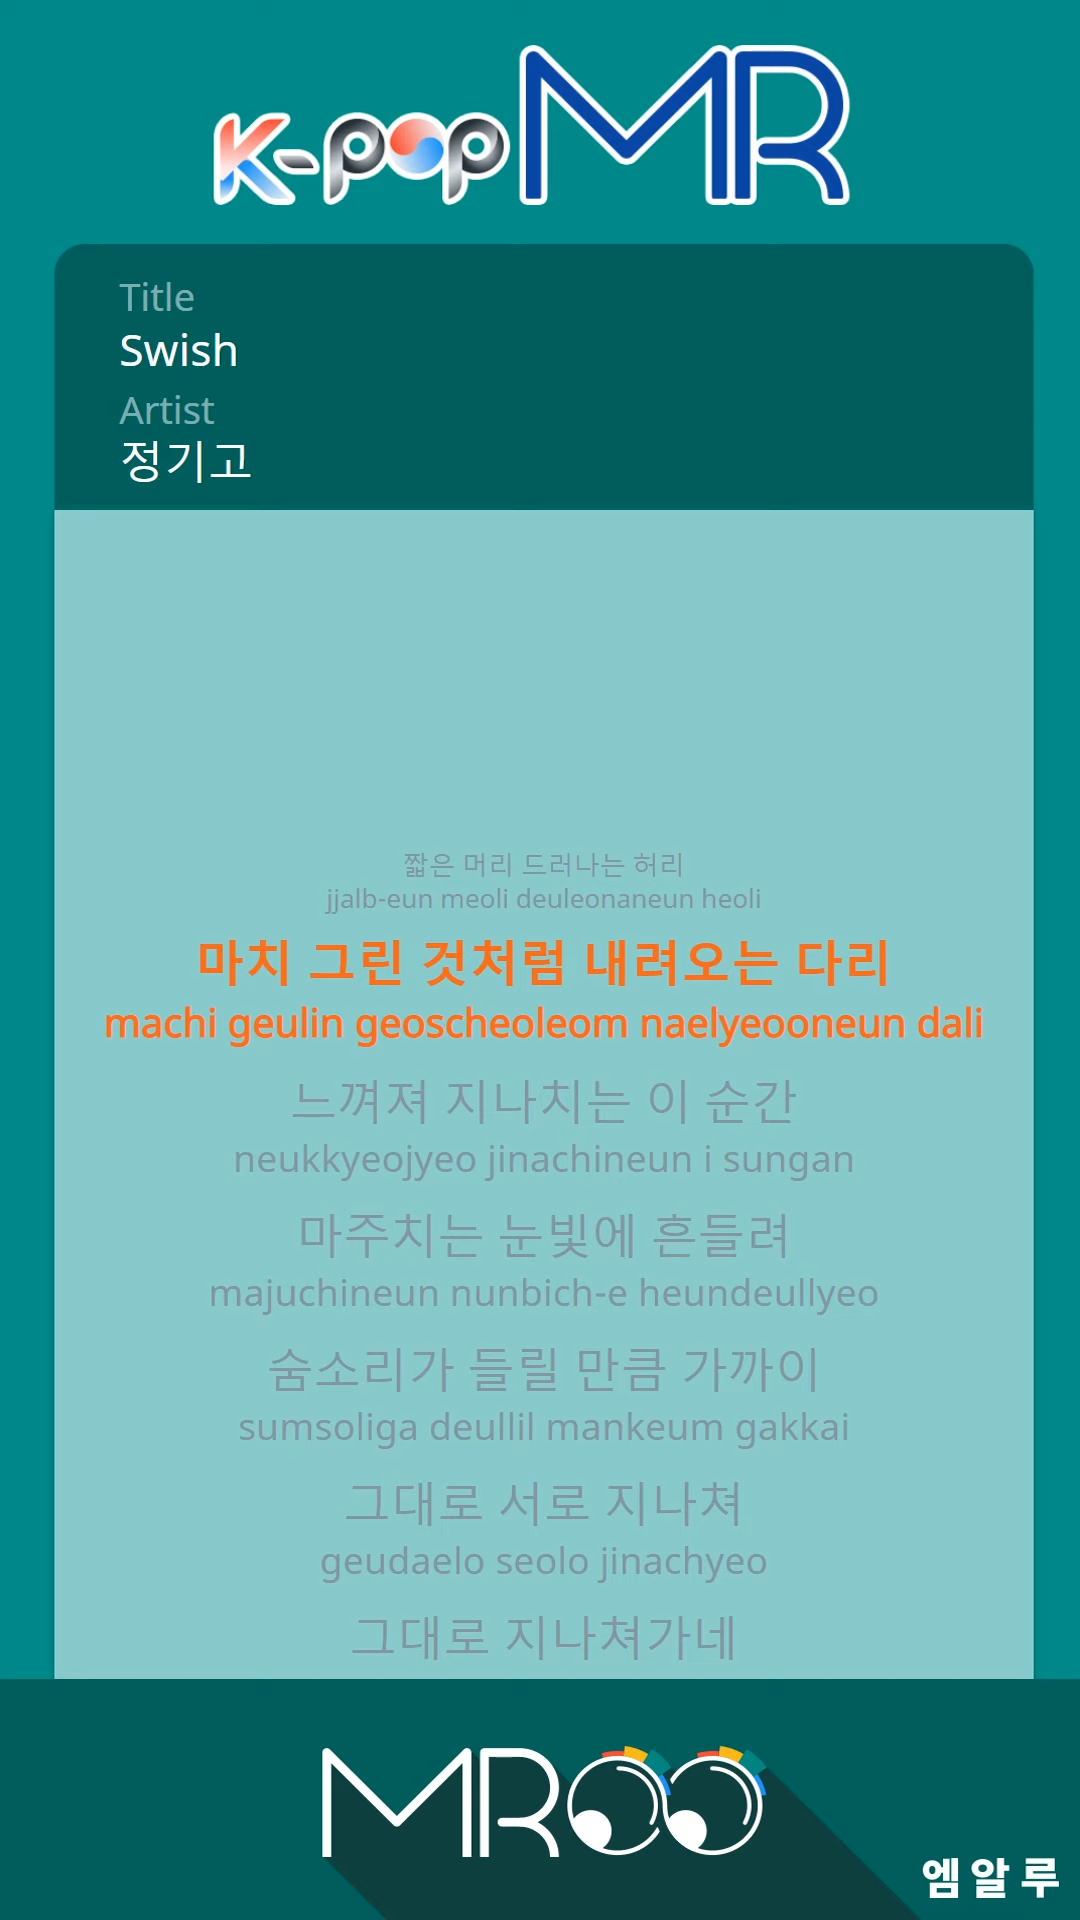 K-pop MR
Title
Swish
Artist
정기고
짧은 머리 드러나는 허리
jjalb-eun meoli deuleonaneun heoli
마치 그린 것처럼 내려오는 다리
machi geulin geoscheoleom naelyeooneun dali
느껴져 지나치는 이 순간
neukkyeojyeo jinachineun i sungan
마주치는 눈빛에 흔들려
majuchineun nunbich-e heundeullyeo
숨소리가 들릴 만큼 가까이
sumsoliga deullil mankeum gakkai
그대로 서로 지나쳐
geudaelo seolo jinachyeo
그대로 지나쳐가네
MROO
엠알루